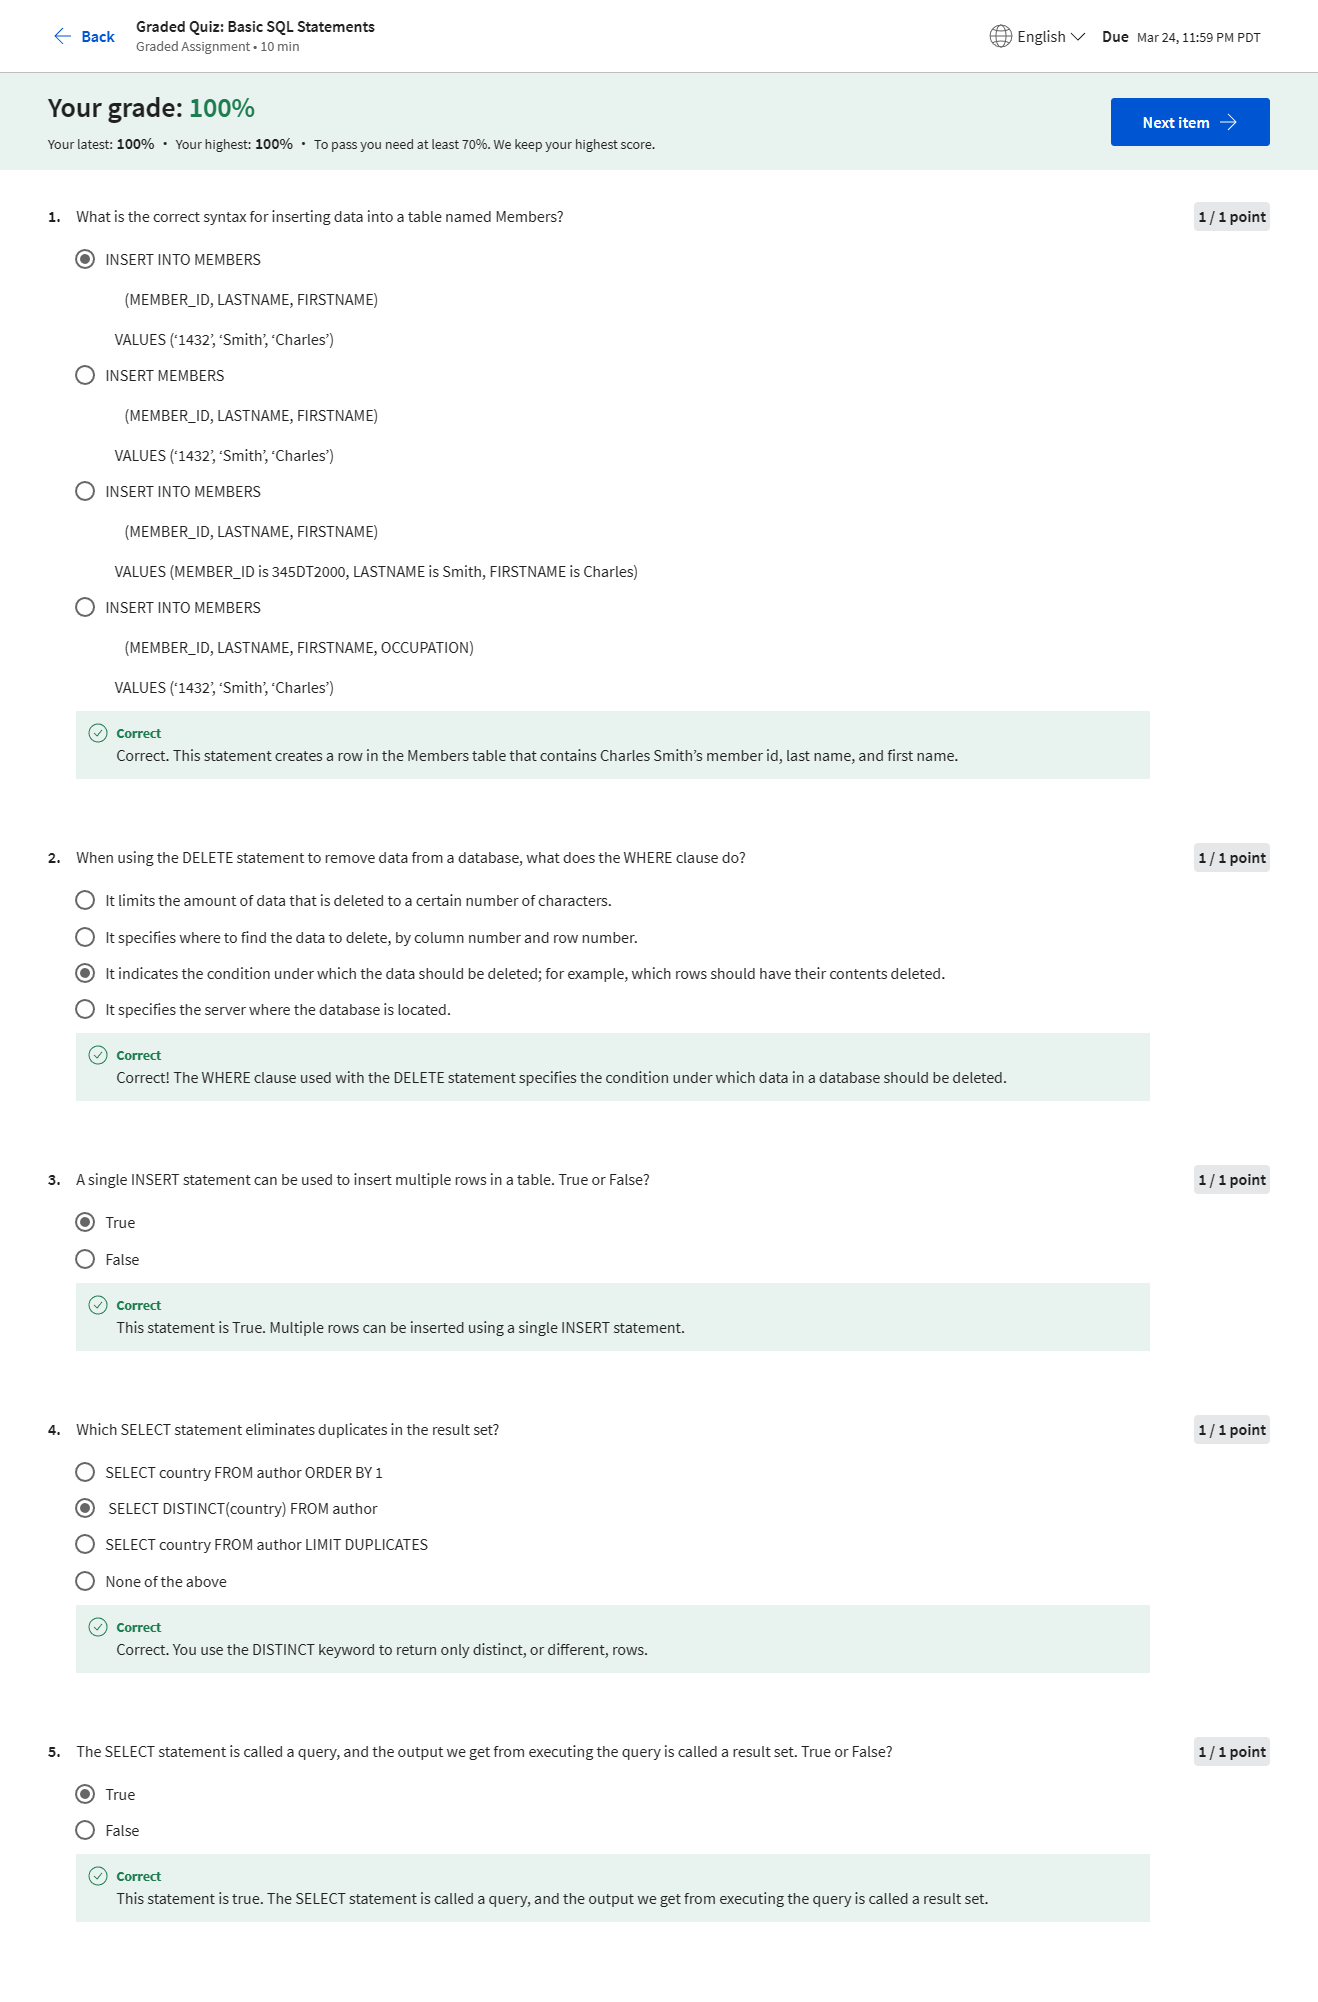 Back
Graded Quiz: Basic SQL Statements
Graded Assignment • 10 min
English
Due Mar 24, 11:59 PM PDT
Your grade: 100%
Your latest: 100% • Your highest: 100% • To pass you need at least 70%. We keep your highest score.
Next item
1. What is the correct syntax for inserting data into a table named Members?
1 / 1 point
INSERT INTO MEMBERS
(MEMBER_ID, LASTNAME, FIRSTNAME)
VALUES (‘1432’, ‘Smith’, ‘Charles’)
INSERT MEMBERS
(MEMBER_ID, LASTNAME, FIRSTNAME)
VALUES (‘1432’, ‘Smith’, ‘Charles’)
INSERT INTO MEMBERS
(MEMBER_ID, LASTNAME, FIRSTNAME)
VALUES (MEMBER_ID is 345DT2000, LASTNAME is Smith, FIRSTNAME is Charles)
INSERT INTO MEMBERS
(MEMBER_ID, LASTNAME, FIRSTNAME, OCCUPATION)
VALUES (‘1432’, ‘Smith’, ‘Charles’)
Correct
Correct. This statement creates a row in the Members table that contains Charles Smith’s member id, last name, and first name.
2. When using the DELETE statement to remove data from a database, what does the WHERE clause do?
1 / 1 point
It limits the amount of data that is deleted to a certain number of characters.
It specifies where to find the data to delete, by column number and row number.
It indicates the condition under which the data should be deleted; for example, which rows should have their contents deleted.
It specifies the server where the database is located.
Correct
Correct! The WHERE clause used with the DELETE statement specifies the condition under which data in a database should be deleted.
3. A single INSERT statement can be used to insert multiple rows in a table. True or False?
1 / 1 point
True
False
Correct
This statement is True. Multiple rows can be inserted using a single INSERT statement.
4. Which SELECT statement eliminates duplicates in the result set?
1 / 1 point
SELECT country FROM author ORDER BY 1
SELECT DISTINCT(country) FROM author
SELECT country FROM author LIMIT DUPLICATES
None of the above
Correct
Correct. You use the DISTINCT keyword to return only distinct, or different, rows.
5. The SELECT statement is called a query, and the output we get from executing the query is called a result set. True or False?
1 / 1 point
True
False
Correct
This statement is true. The SELECT statement is called a query, and the output we get from executing the query is called a result set.